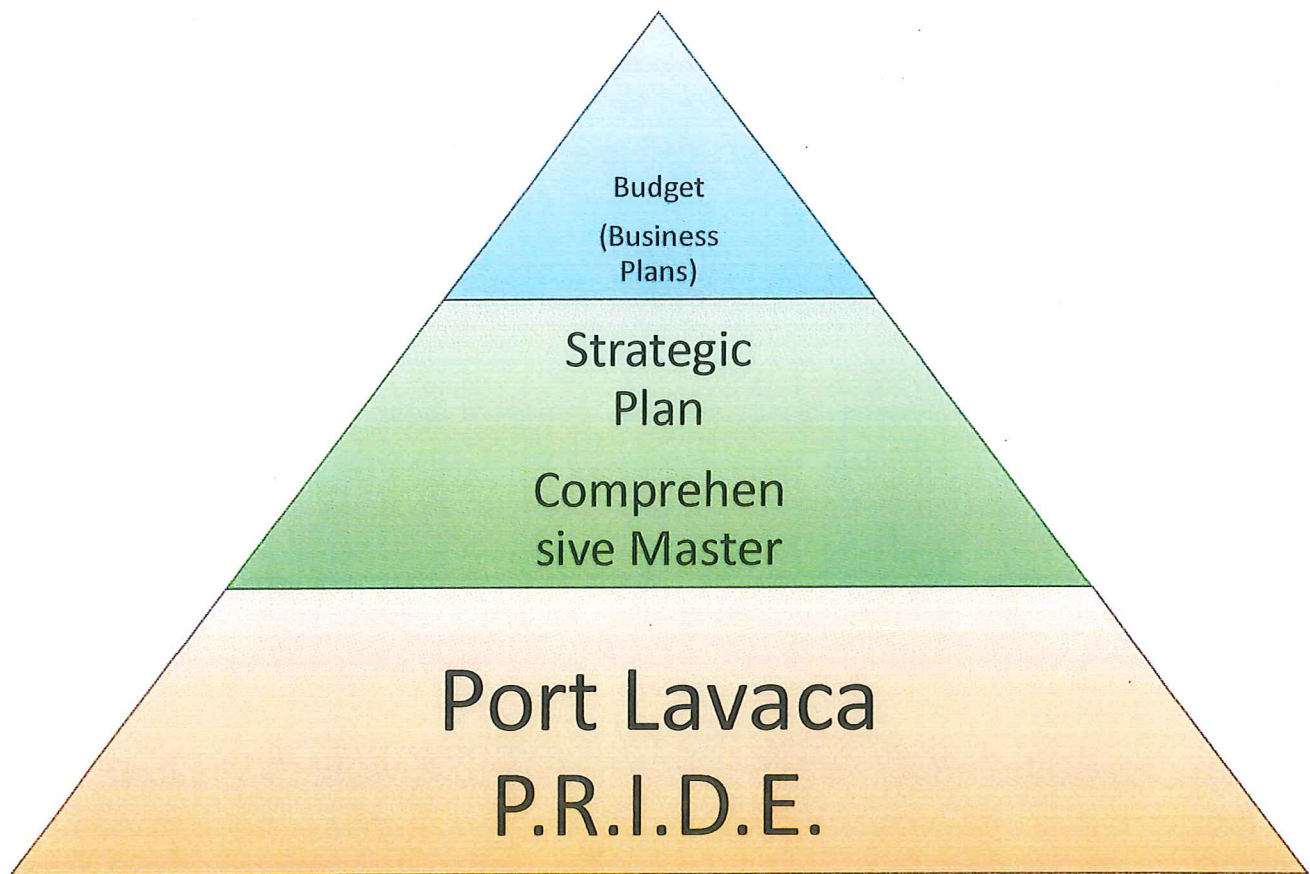 Budget
(Business
Plans)
Strategic
Plan
Comprehen
sive Master
Port Lavaca
P.R.I.D.E.